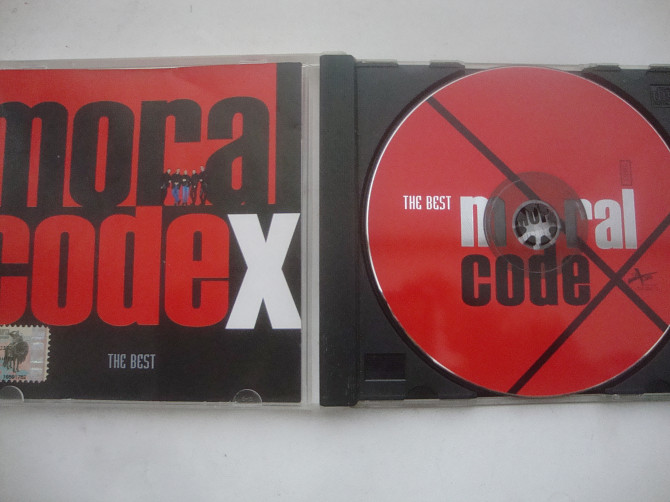 moral
codex
THE BEST
THE BEST
moral
code